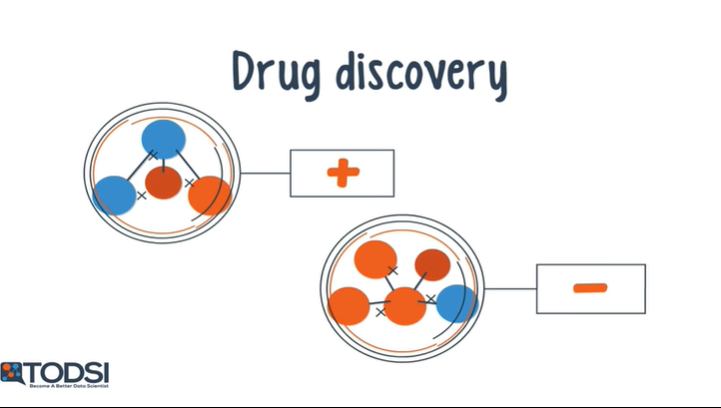 Drug discovery
+
-
TODSI
Become A Better Data Scientist